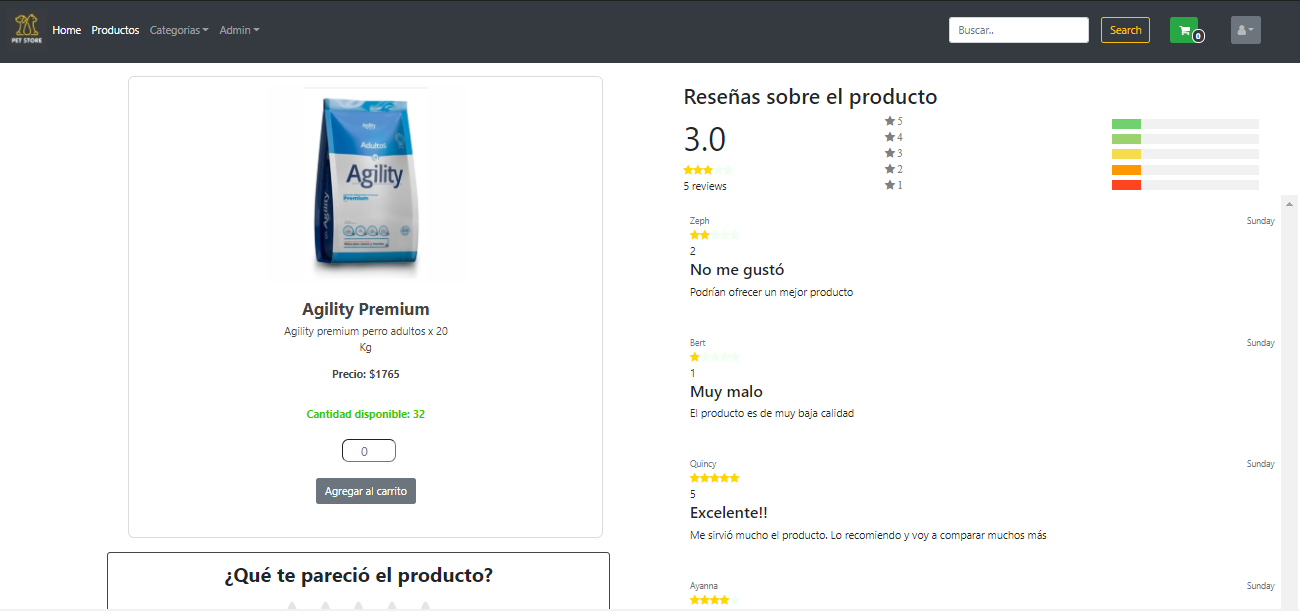 PET STORE
Home
Productos
Categorias
Admin
Buscar..
Search
0
Agility
Adultos
Agility
Premium
Agility
Agility Premium
Agility premium perro adultos x 20
Kg
Precio: $1765
Cantidad disponible: 32
0
Agregar al carrito
¿Qué te pareció el producto?
Reseñas sobre el producto
3.0
5 reviews
5
4
3
2
1
Zeph
Sunday
2
No me gustó
Podrían ofrecer un mejor producto
Bert
Sunday
1
Muy malo
El producto es de muy baja calidad
Quincy
Sunday
5
Excelente!!
Me sirvió mucho el producto. Lo recomiendo y voy a comparar muchos más
Ayanna
Sunday